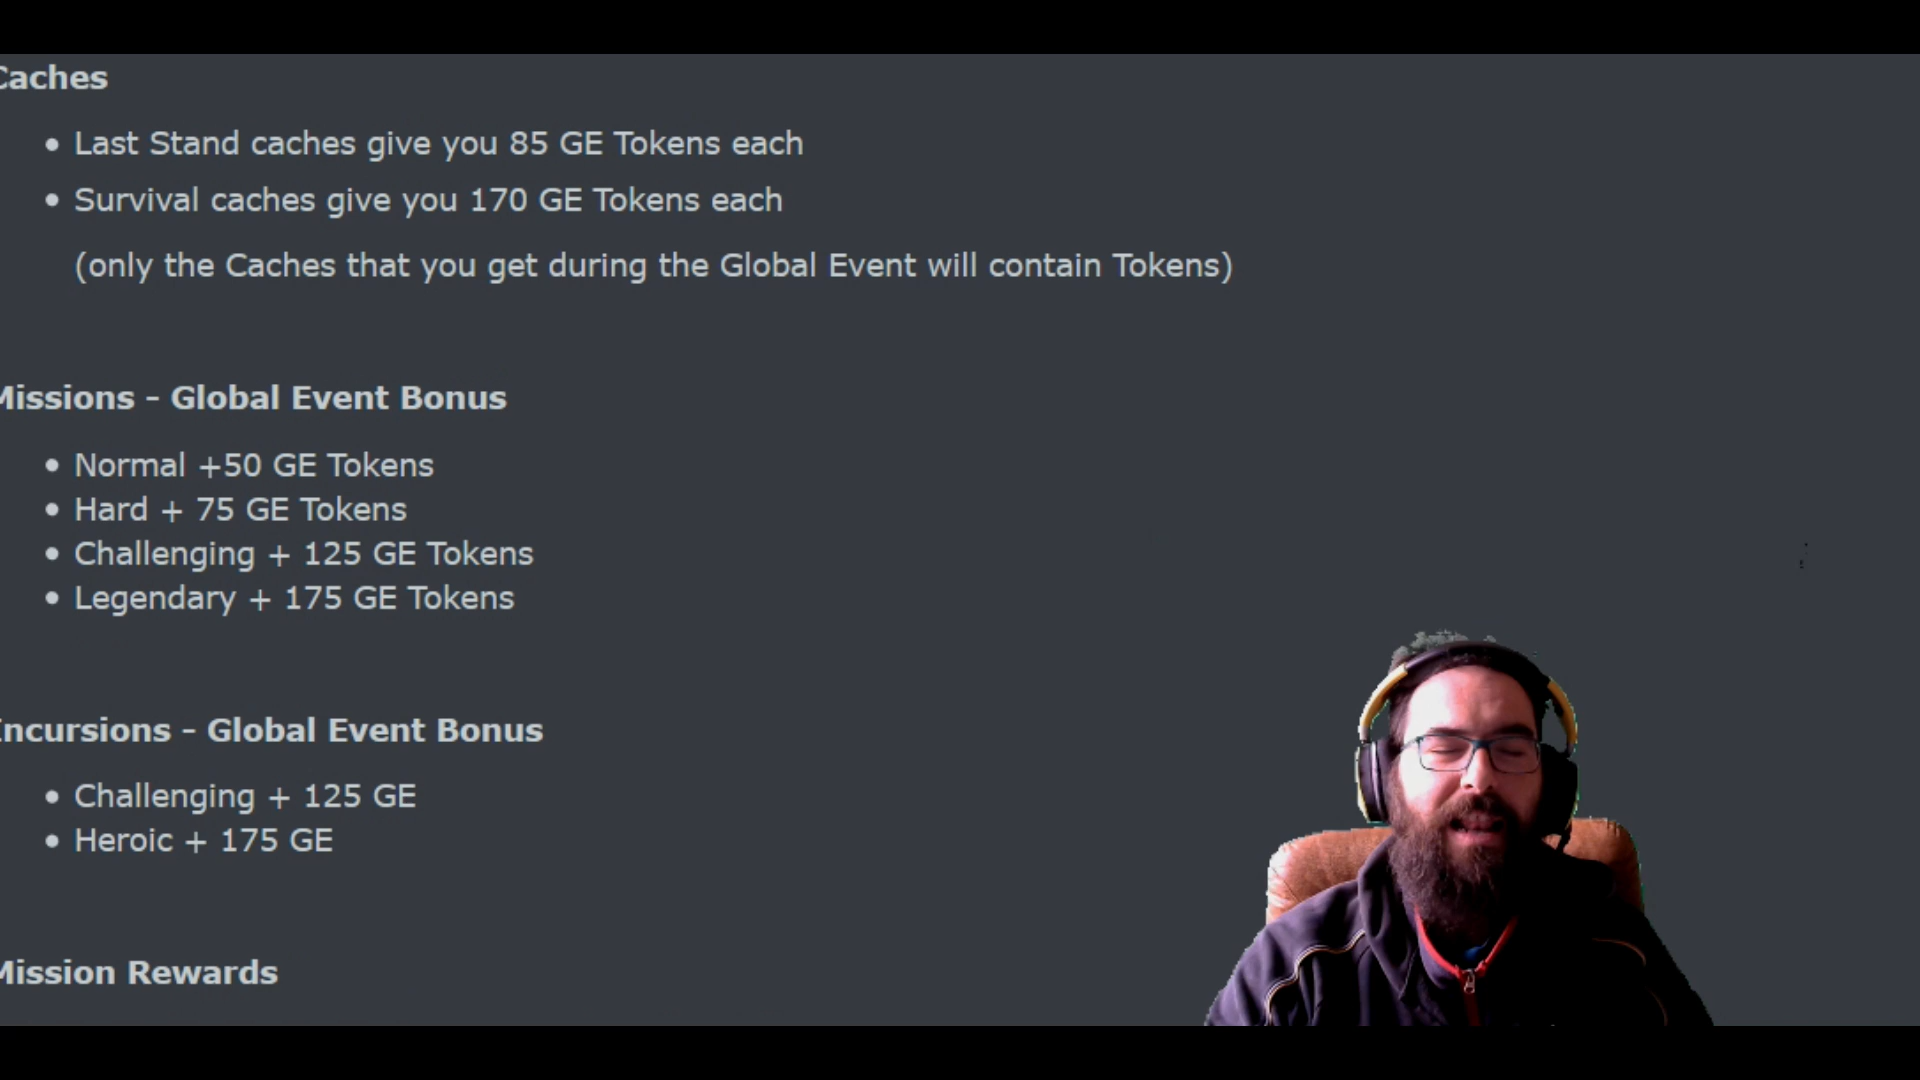 Caches
Last Stand caches give you 85 GE Tokens each
Survival caches give you 170 GE Tokens each
(only the Caches that you get during the Global Event will contain Tokens)
Missions - Global Event Bonus
Normal +50 GE Tokens
Hard + 75 GE Tokens
Challenging + 125 GE Tokens
Legendary + 175 GE Tokens
Incursions - Global Event Bonus
Challenging + 125 GE
Heroic + 175 GE
Mission Rewards